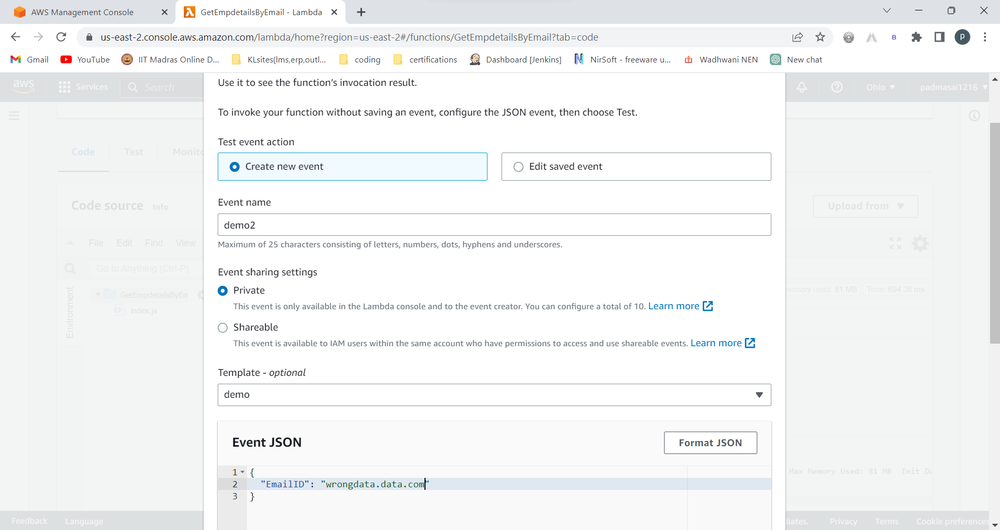 AWS Management Console
GetEmpdetailsByEmail - Lambda
us-east-2.console.aws.amazon.com/lambda/home?region=us-east-2#/functions/GetEmpdetailsByEmail?tab=code
P
Gmail
YouTube
IIT Madras Online D...
KLsites(lms,erp,outl...
coding
certifications
Dashboard [Jenkins]
NirSoft - freeware u...
Wadhwani NEN
New chat
aws
Services
Search
Ohio
padmasai1216
Use it to see the function's invocation result.
To invoke your function without saving an event, configure the JSON event, then choose Test.
Code
Test
Monito
Test event action
Create new event
Edit saved event
Code source
Info
Upload from
Event name
demo2
Maximum of 25 characters consisting of letters, numbers, dots, hyphens and underscores.
File
Edit
Find
View
Go to Anything (Ctrl-P)
Event sharing settings
Private
This event is only available in the Lambda console and to the event creator. You can configure a total of 10. Learn more
Environment
GetEmpdetailsByEm
index.js
memory used: 81 MB
Time: 694.38 ms
Shareable
This event is available to IAM users within the same account who have permissions to access and use shareable events. Learn more
Template - optional
demo
Event JSON
Format JSON
1 {
2 "EmailID": "wrongdata.data.com"
3 }
Max Memory Used: 81 MB Init Du
Feedback
Language
liates.
Privacy
Terms
Cookie preferences